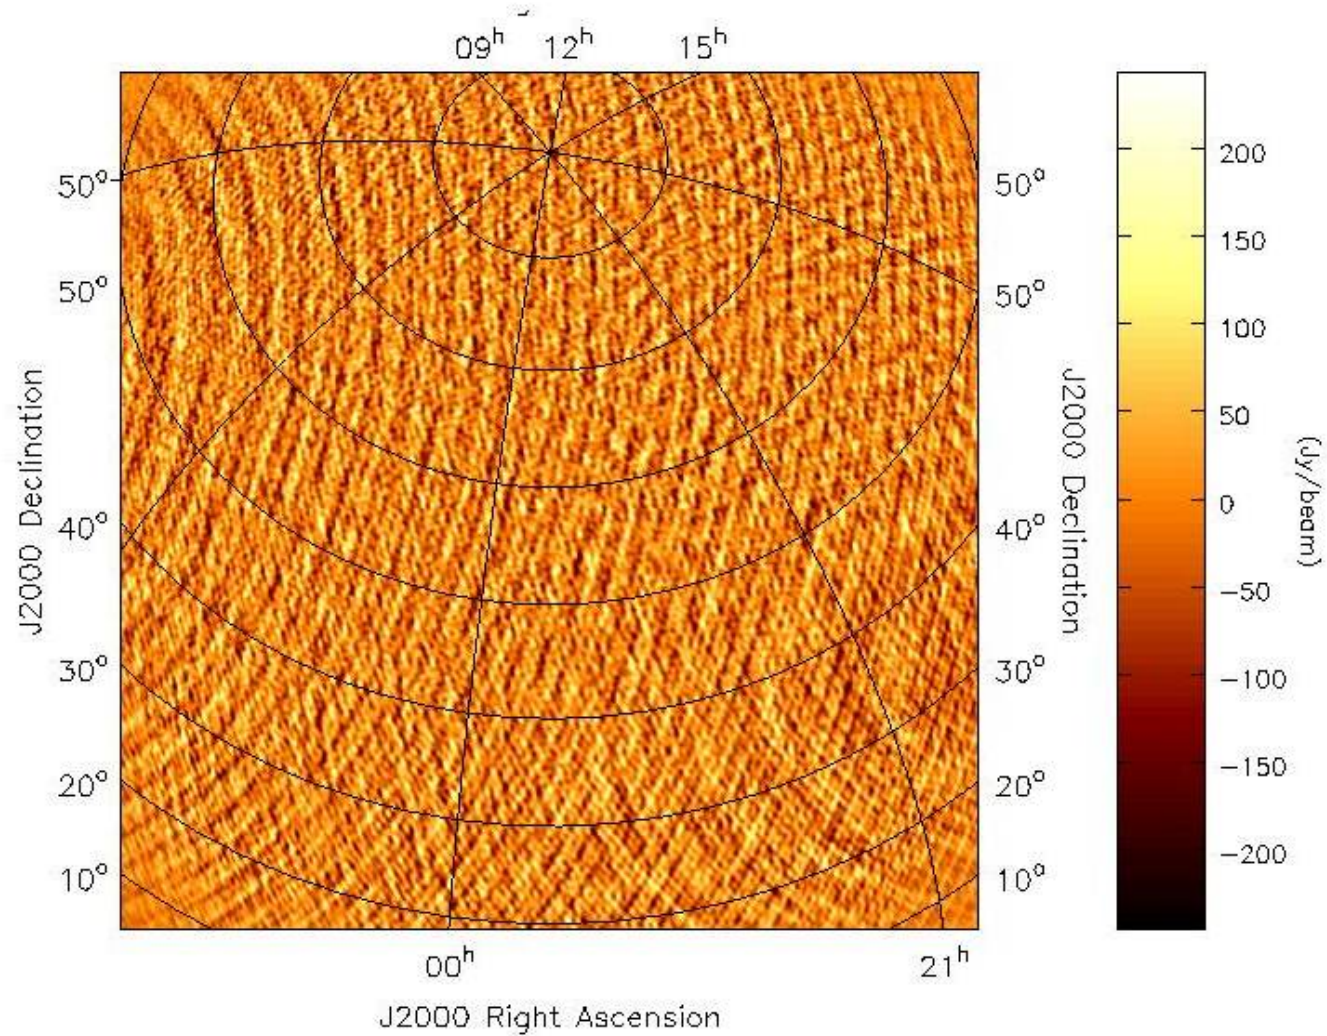 09ʰ 12ʰ 15ʰ
50° 50° 200
150
50° 50° 100
50
J2000 Declination J2000 Declination (Jy/beam)
40° 40° 0
−50
30° 30° −100
20° 20° −150
10° 10° −200
00ʰ 21ʰ
J2000 Right Ascension